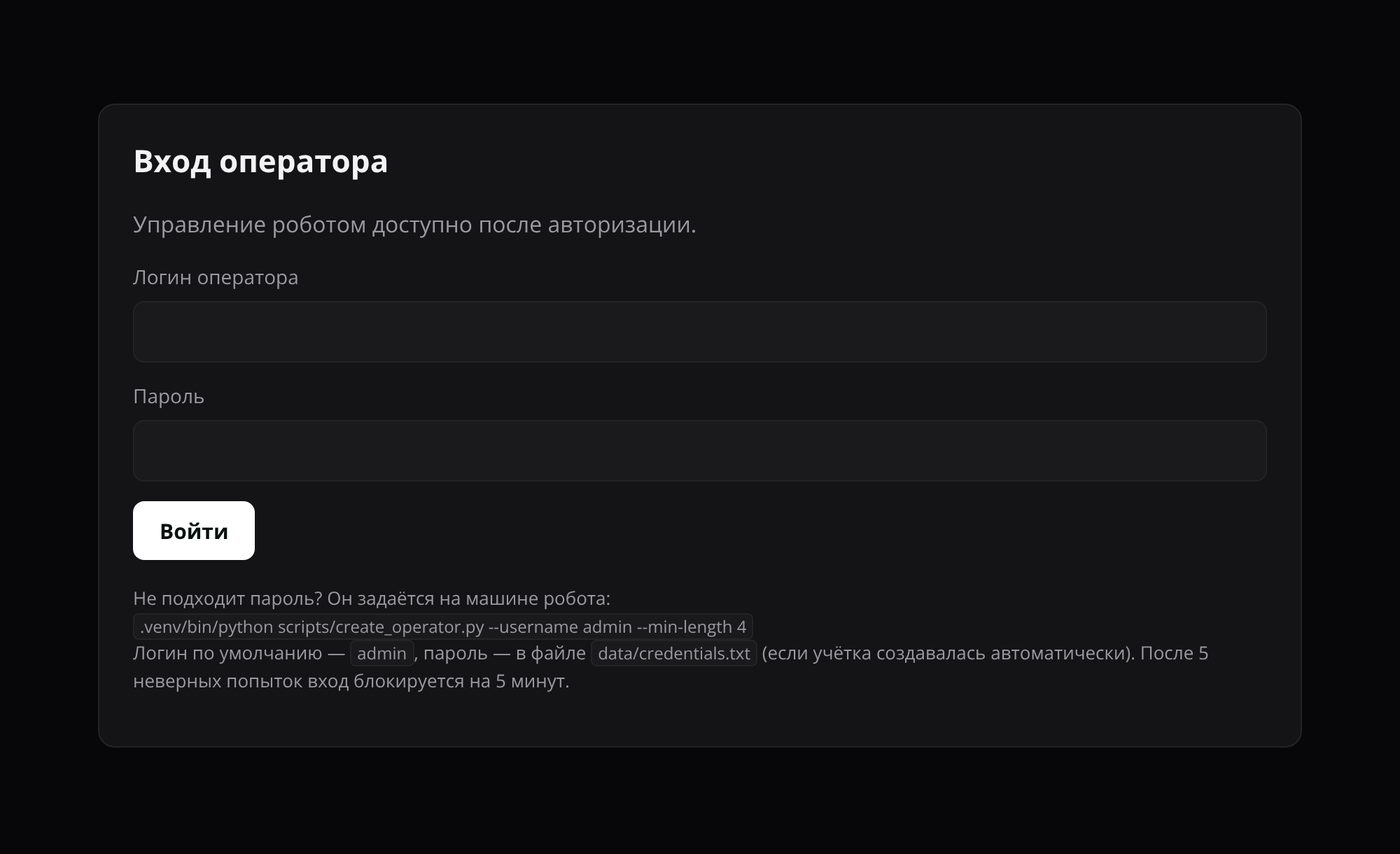 Вход оператора
Управление роботом доступно после авторизации.
Логин оператора
Пароль
Войти
Не подходит пароль? Он задаётся на машине робота:
.venv/bin/python scripts/create_operator.py --username admin --min-length 4
Логин по умолчанию — admin, пароль — в файле data/credentials.txt (если учётка создавалась автоматически). После 5
неверных попыток вход блокируется на 5 минут.